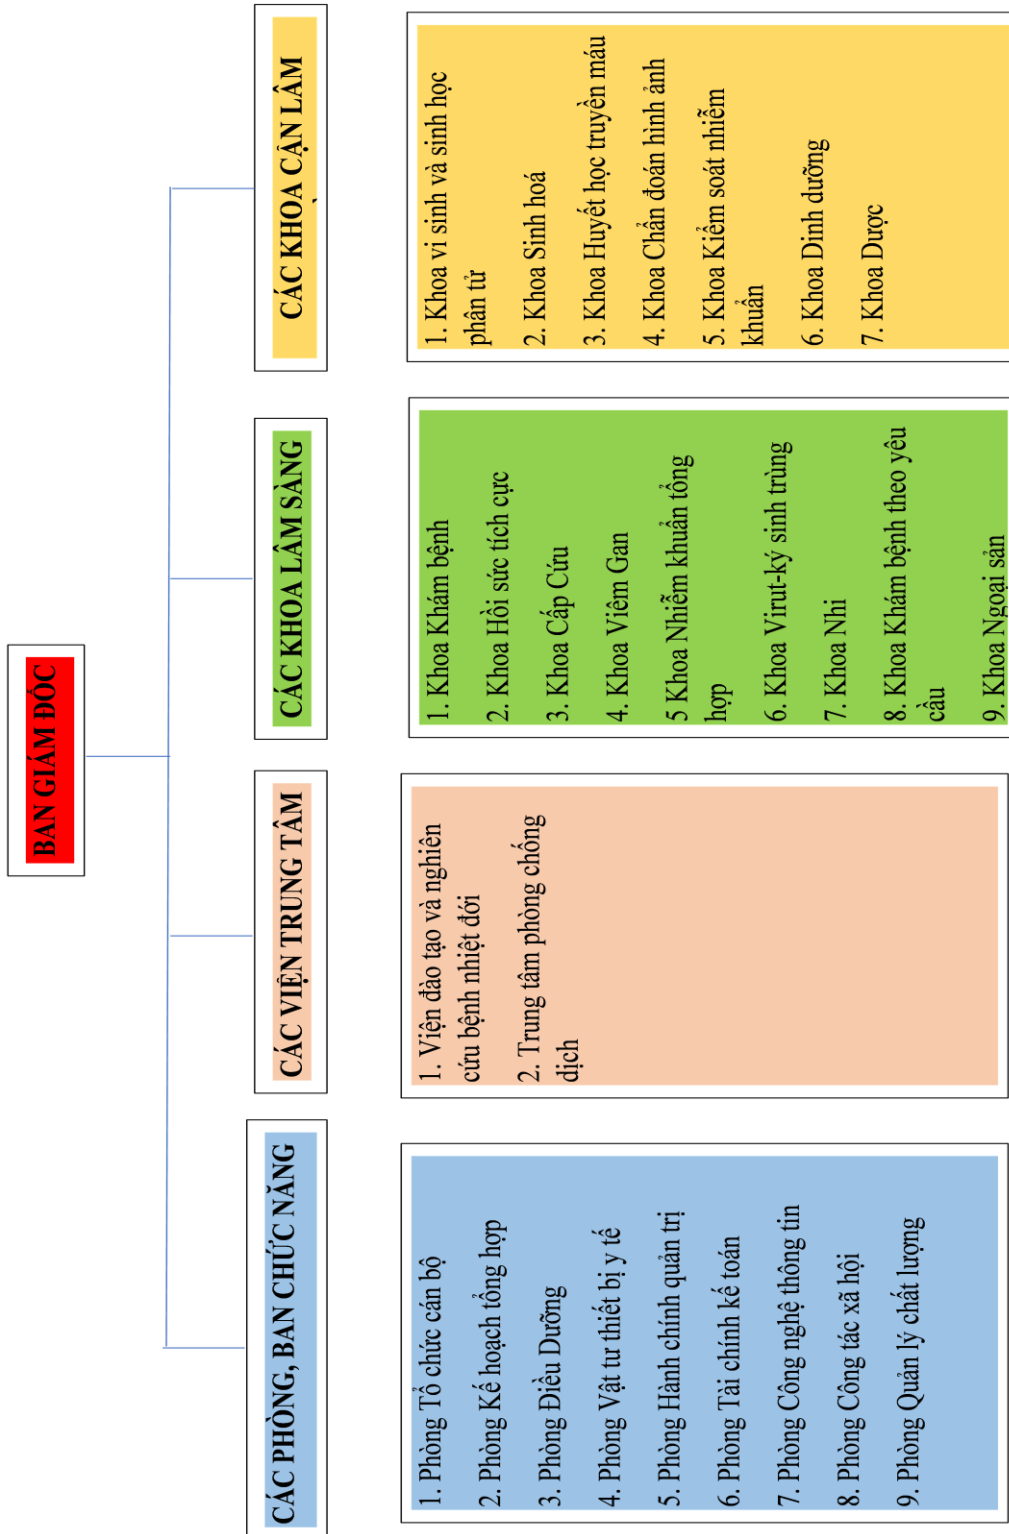 BAN GIÁM ĐỐC
CÁC PHÒNG, BAN CHỨC NĂNG
1. Phòng Tổ chức cán bộ
2. Phòng Kế hoạch tổng hợp
3. Phòng Điều Dưỡng
4. Phòng Vật tư thiết bị y tế
5. Phòng Hành chính quản trị
6. Phòng Tài chính kế toán
7. Phòng Công nghệ thông tin
8. Phòng Công tác xã hội
9. Phòng Quản lý chất lượng
CÁC VIỆN TRUNG TÂM
1. Viện đào tạo và nghiên
cứu bệnh nhiệt đới
2. Trung tâm phòng chống
dịch
CÁC KHOA LÂM SÀNG
1. Khoa Khám bệnh
2. Khoa Hồi sức tích cực
3. Khoa Cấp Cứu
4. Khoa Viêm Gan
5 Khoa Nhiễm khuẩn tổng
hợp
6. Khoa Virut-ký sinh trùng
7. Khoa Nhi
8. Khoa Khám bệnh theo yêu
cầu
9. Khoa Ngoại sản
CÁC KHOA CẬN LÂM
1. Khoa vi sinh và sinh học
phân tử
2. Khoa Sinh hoá
3. Khoa Huyết học truyền máu
4. Khoa Chẩn đoán hình ảnh
5. Khoa Kiểm soát nhiễm
khuẩn
6. Khoa Dinh dưỡng
7. Khoa Dược